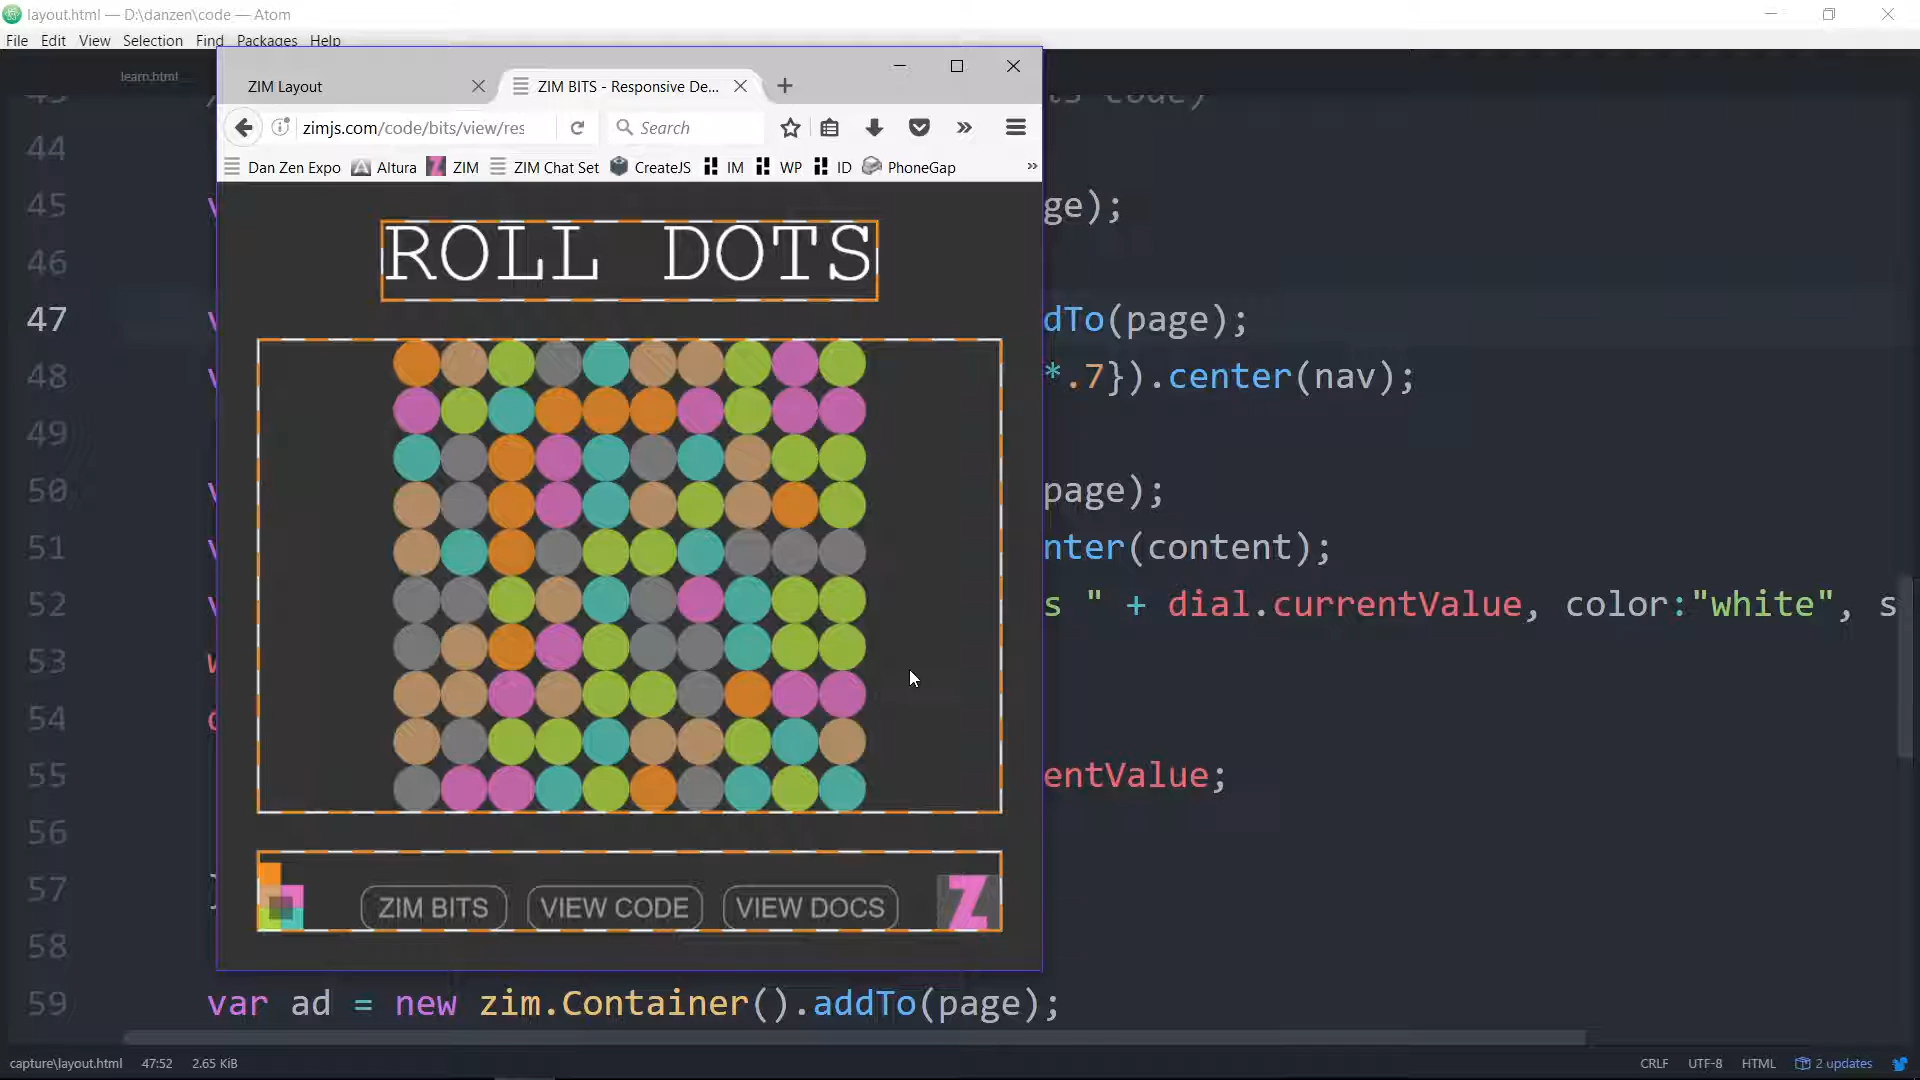 layout.html — D:\danzen\code — Atom
File Edit View Selection Find Packages Help
learn.html
ZIM Layout
ZIM BITS - Responsive De...
zimjs.com/code/bits/view/res
Search
Dan Zen Expo Altura ZIM ZIM Chat Set CreateJS IM WP ID PhoneGap
ROLL DOTS
ZIM BITS VIEW CODE VIEW DOCS Z
ts code)
44
45 ge);
46
47 dTo(page);
48 *.7}).center(nav);
49
50 page);
51 nter(content);
52 s " + dial.currentValue, color:"white", s
53
54
55 entValue;
56
57 }
58
59 var ad = new zim.Container().addTo(page);
capture\layout.html 47:52 2.65 KiB CRLF UTF-8 HTML 2 updates